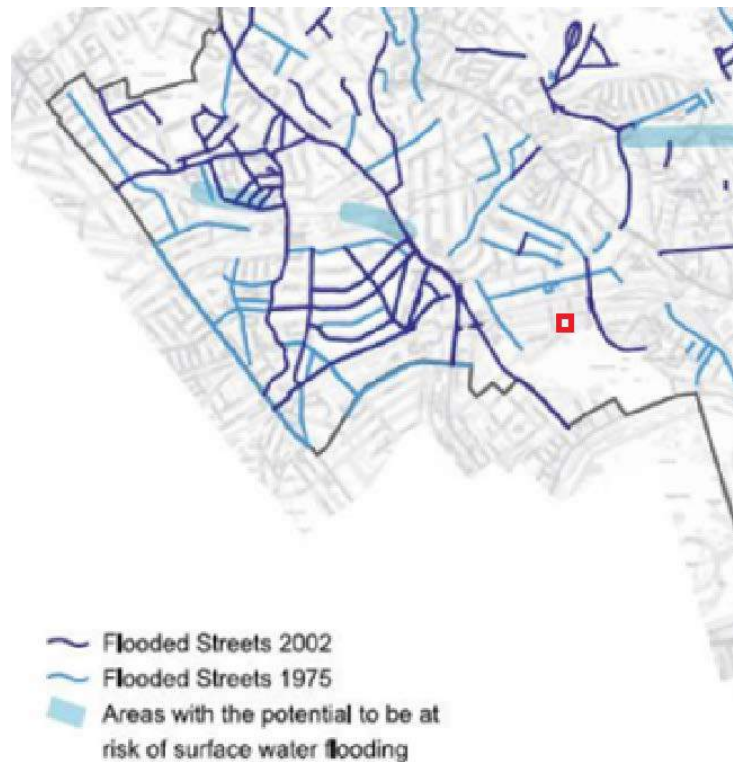 Flooded Streets 2002
Flooded Streets 1975
Areas with the potential to be at
risk of surface water flooding